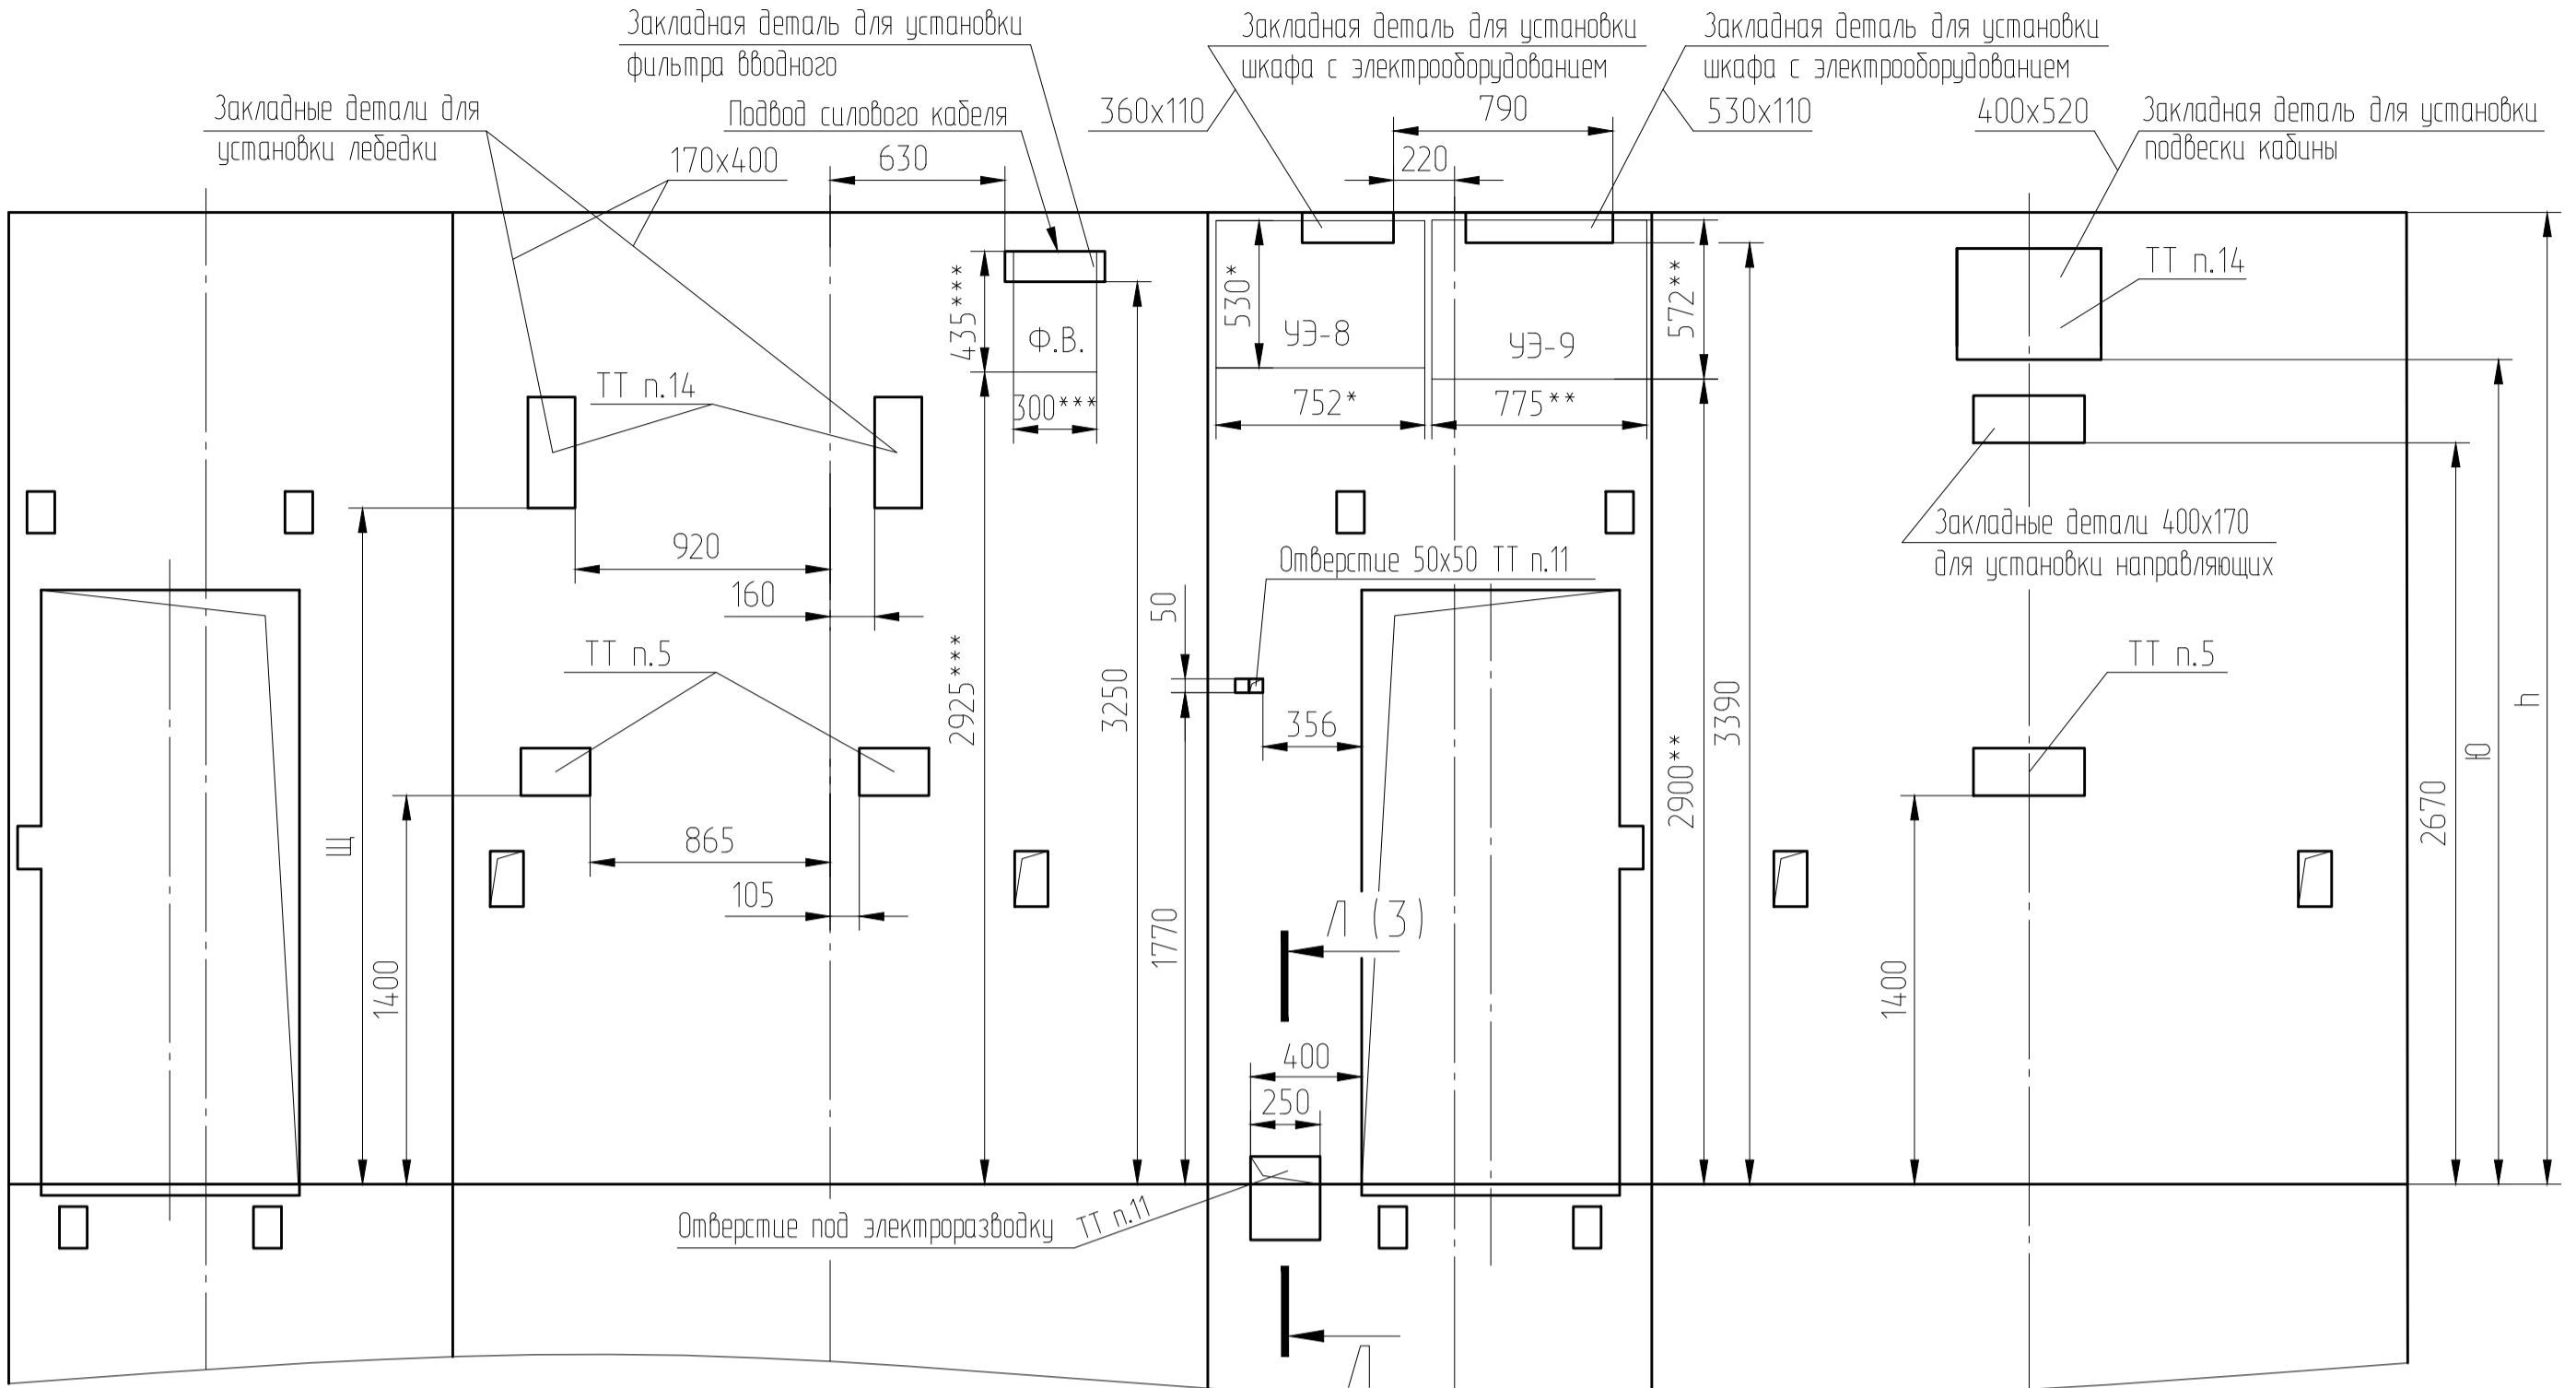 Закладная деталь для установки
фильтра вводного
Закладная деталь для установки
шкафа с электрооборудованием
Закладная деталь для установки
шкафа с электрооборудованием
Закладные детали для
установки лебедки
Подвод силового кабеля
360х110
790
530х110
400х520
Закладная деталь для установки
подвески кабины
170х400
630
220
435***
Ф.В.
300***
530*
УЭ-8
752*
УЭ-9
572**
775**
ТТ п.14
ТТ п.14
Закладные детали 400х170
для установки направляющих
920
160
Отверстие 50х50 ТТ п.11
50
356
ТТ п.5
ТТ п.5
2925***
3250
2900**
3390
2670
Ю
h
Щ
1400
865
105
1770
Л (3)
1400
400
250
Отверстие под электроразводку ТТ п.11
Л